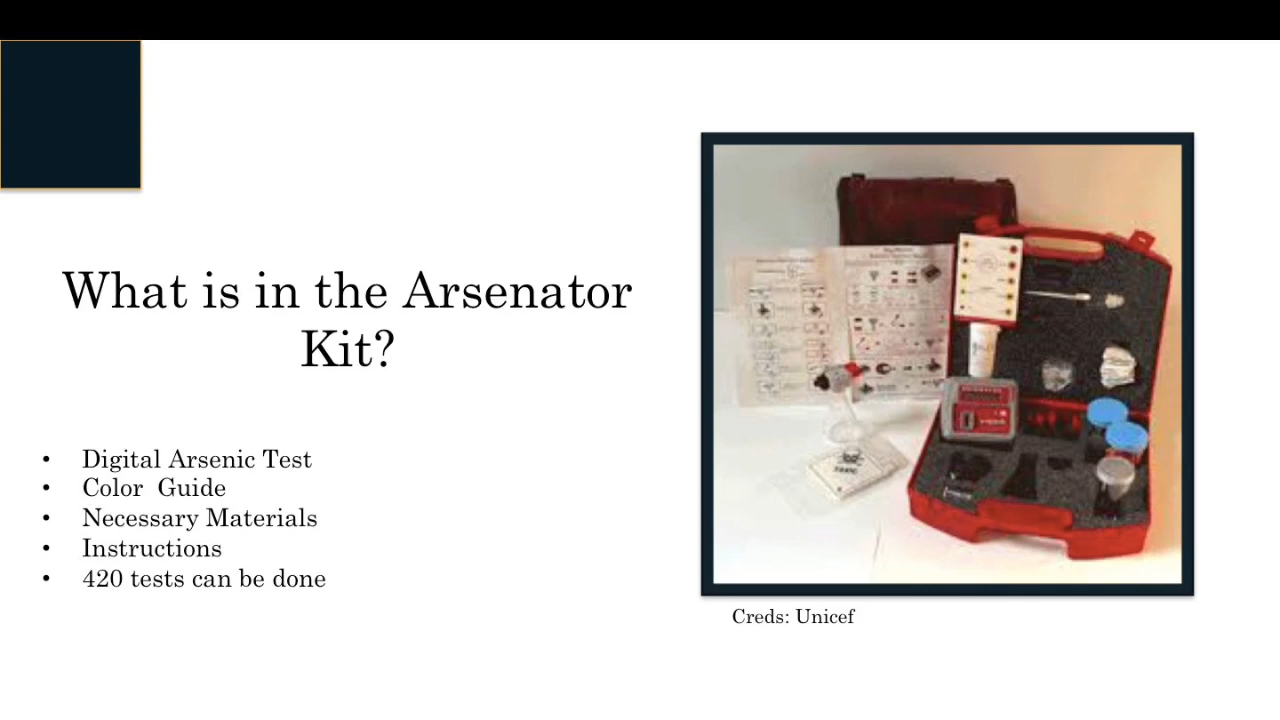 What is in the Arsenator
Kit?
• Digital Arsenic Test
• Color  Guide
• Necessary Materials
• Instructions
• 420 tests can be done
TOXIC
Creds: Unicef